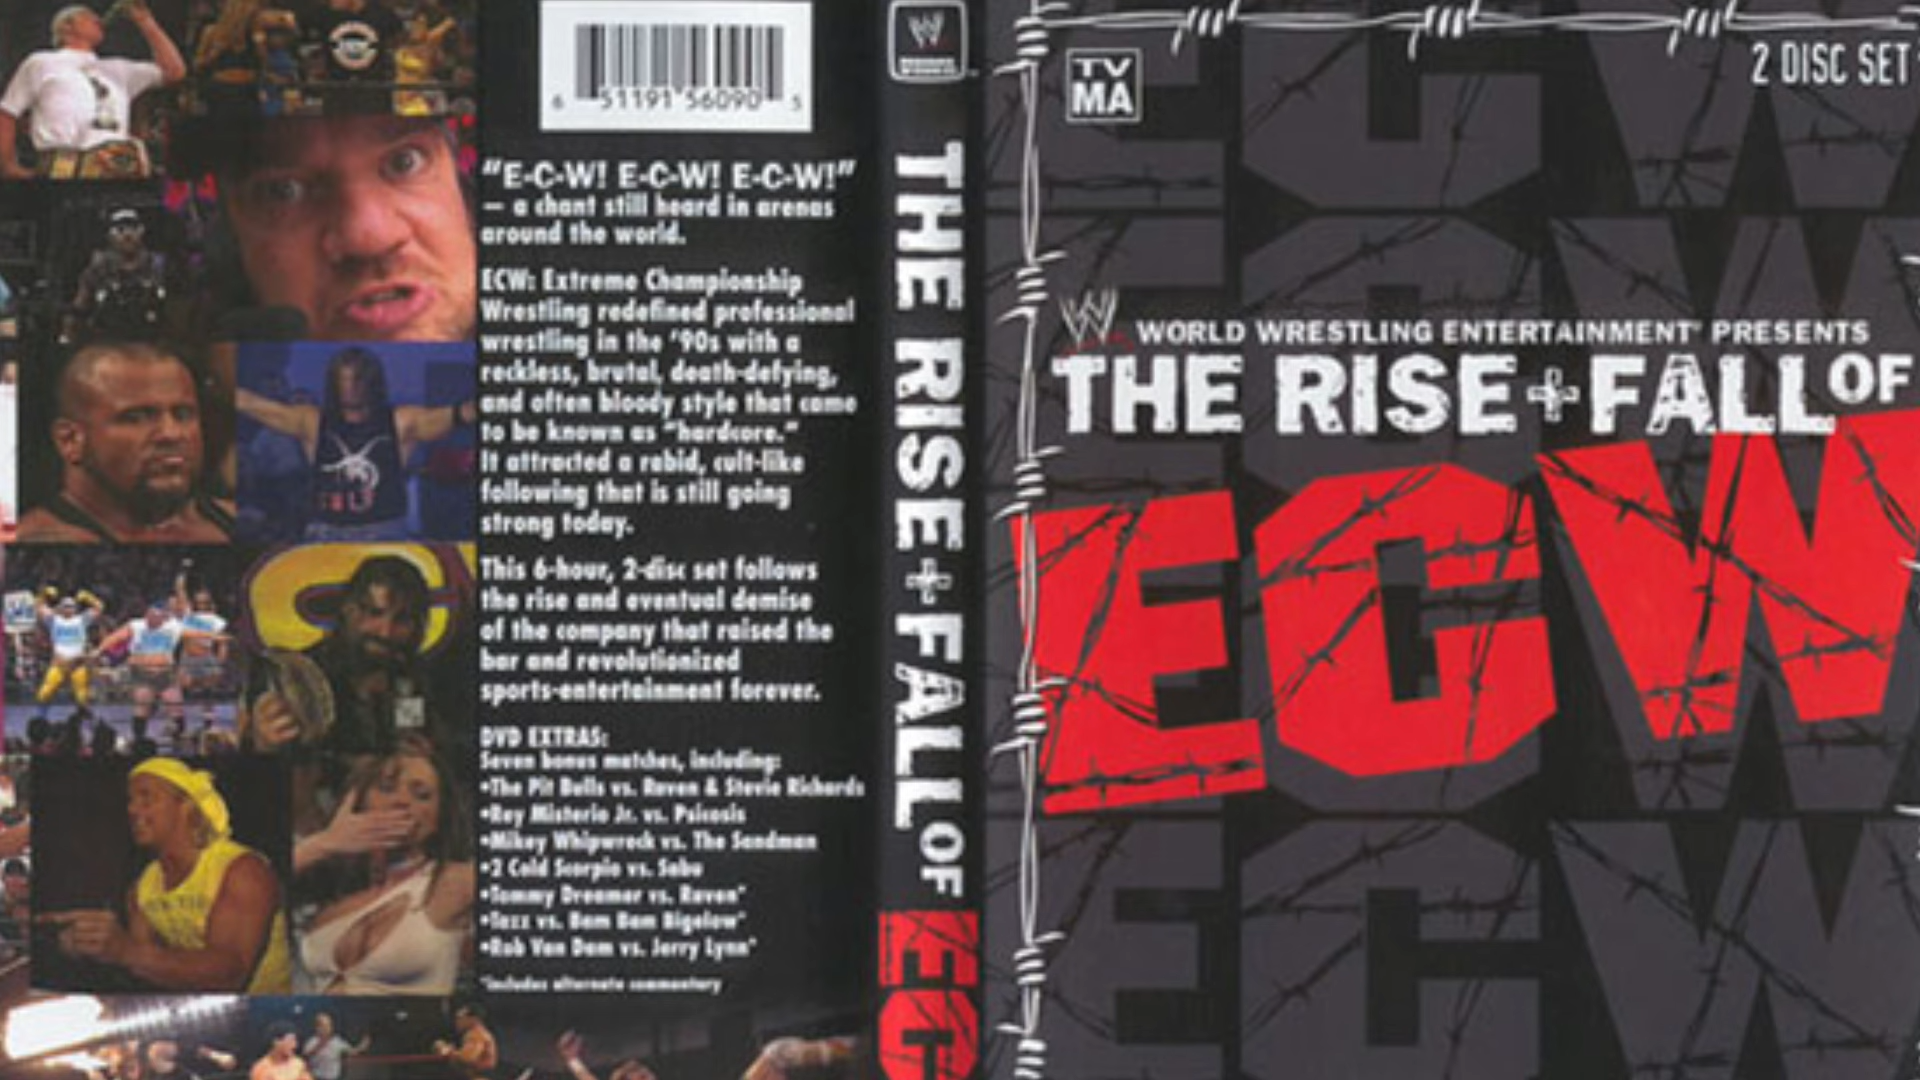 6 51191 56090 5
"E-C-W! E-C-W! E-C-W!"
— a chant still heard in arenas
around the world.
ECW: Extreme Championship
Wrestling redefined professional
wrestling in the '90s with a
reckless, brutal, death-defying,
and often bloody style that came
to be known as "hardcore."
It attracted a rabid, cult-like
following that is still going
strong today.
This 6-hour, 2-disc set follows
the rise and eventual demise
of the company that raised the
bar and revolutionized
sports-entertainment forever.
DVD EXTRAS:
Seven bonus matches, including:
•The Pit Bulls vs. Raven & Stevie Richards
•Rey Misterio Jr. vs. Psicosis
•Mikey Whipwreck vs. The Sandman
•2 Cold Scorpio vs. Sabu
•Tommy Dreamer vs. Raven*
•Tazz vs. Bam Bam Bigelow*
•Rob Van Dam vs. Jerry Lynn*
*Includes alternate commentary
W
THE RISE + FALL OF EC
TV
MA
2 DISC SET
W WORLD WRESTLING ENTERTAINMENT PRESENTS
THE RISE + FALL OF
ECW
ECW
ECW
ECW